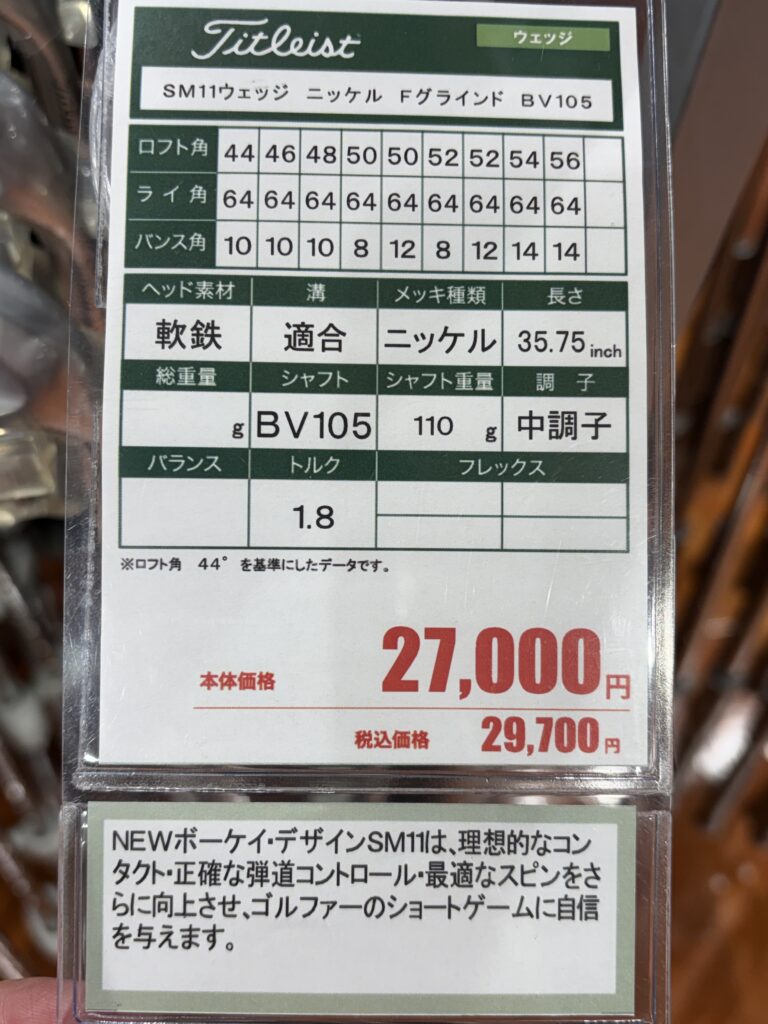 Titleist
ウェッジ
SM11ウェッジ ニッケル Fグラインド BV105
ロフト角 44 46 48 50 50 52 52 54 56
ライ角 64 64 64 64 64 64 64 64 64
バンス角 10 10 10 8 12 8 12 14 14
ヘッド素材 溝 メッキ種類 長さ
軟鉄 適合 ニッケル 35.75 inch
総重量 シャフト シャフト重量 調子
g BV105 110 g 中調子
バランス トルク フレックス
1.8
※ロフト角 44° を基準にしたデータです。
本体価格 27,000円
税込価格 29,700円
NEWボーケイ・デザインSM11は、理想的なコン
タクト・正確な弾道コントロール・最適なスピンをさ
らに向上させ、ゴルファーのショートゲームに自信
を与えます。